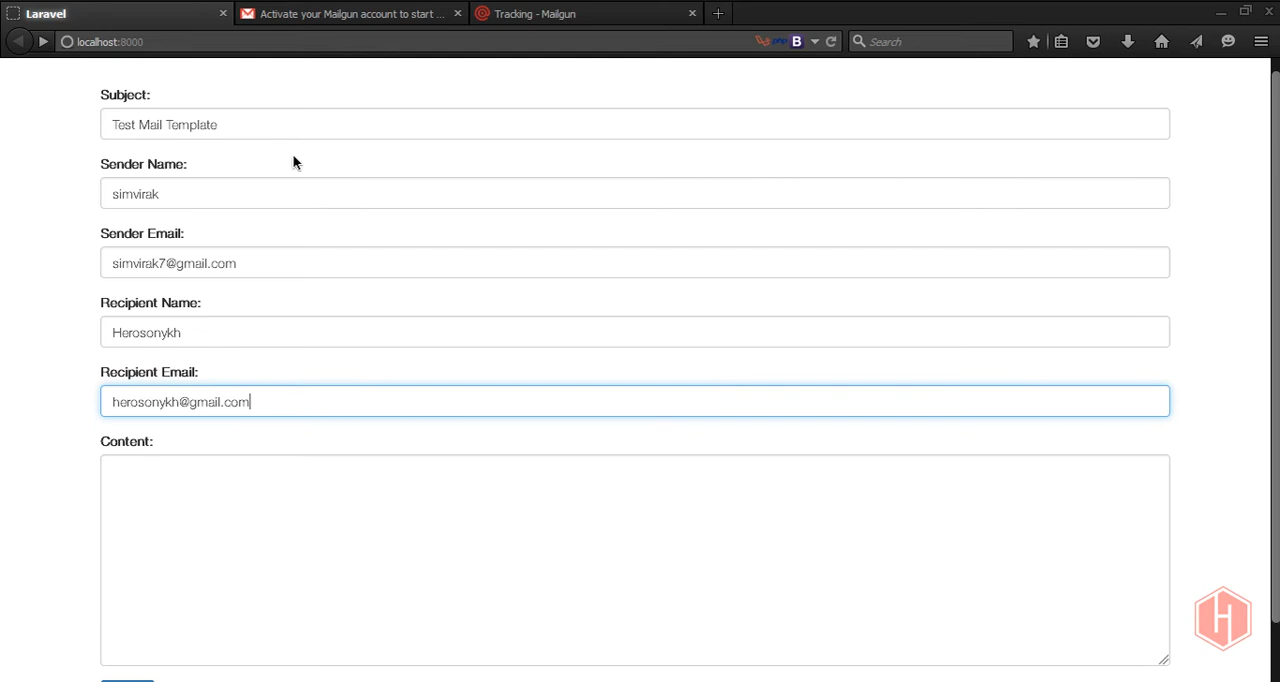 Laravel
Activate your Mailgun account to start ...
Tracking - Mailgun
localhost:8000
php
B
Search
Subject:
Test Mail Template
Sender Name:
simvirak
Sender Email:
simvirak7@gmail.com
Recipient Name:
Herosonykh
Recipient Email:
herosonykh@gmail.com
Content:
H